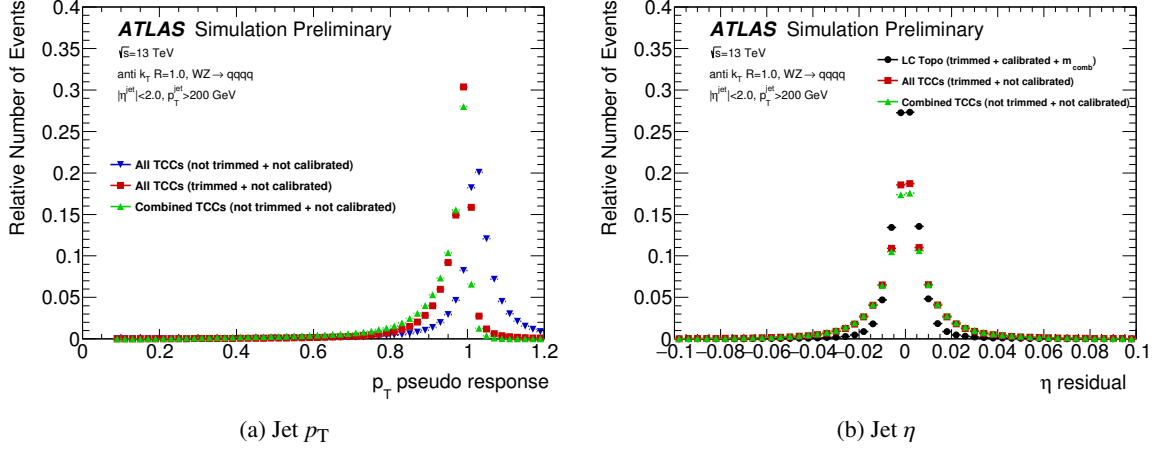 Relative Number of Events
0.4
0.35
0.3
0.25
0.2
0.15
0.1
0.05
0
ATLAS Simulation Preliminary
√s=13 TeV
anti k_T R=1.0, WZ → qqqq
|η^jet|<2.0, p_T^jet>200 GeV
All TCCs (not trimmed + not calibrated)
All TCCs (trimmed + not calibrated)
Combined TCCs (not trimmed + not calibrated)
0 0.2 0.4 0.6 0.8 1 1.2
p_T pseudo response
(a) Jet p_T
Relative Number of Events
0.4
0.35
0.3
0.25
0.2
0.15
0.1
0.05
0
ATLAS Simulation Preliminary
√s=13 TeV
anti k_T R=1.0, WZ → qqqq
|η^jet|<2.0, p_T^jet>200 GeV
LC Topo (trimmed + calibrated + m_comb)
All TCCs (trimmed + not calibrated)
Combined TCCs (not trimmed + not calibrated)
−0.1 −0.08 −0.06 −0.04 −0.02 0 0.02 0.04 0.06 0.08 0.1
η residual
(b) Jet η